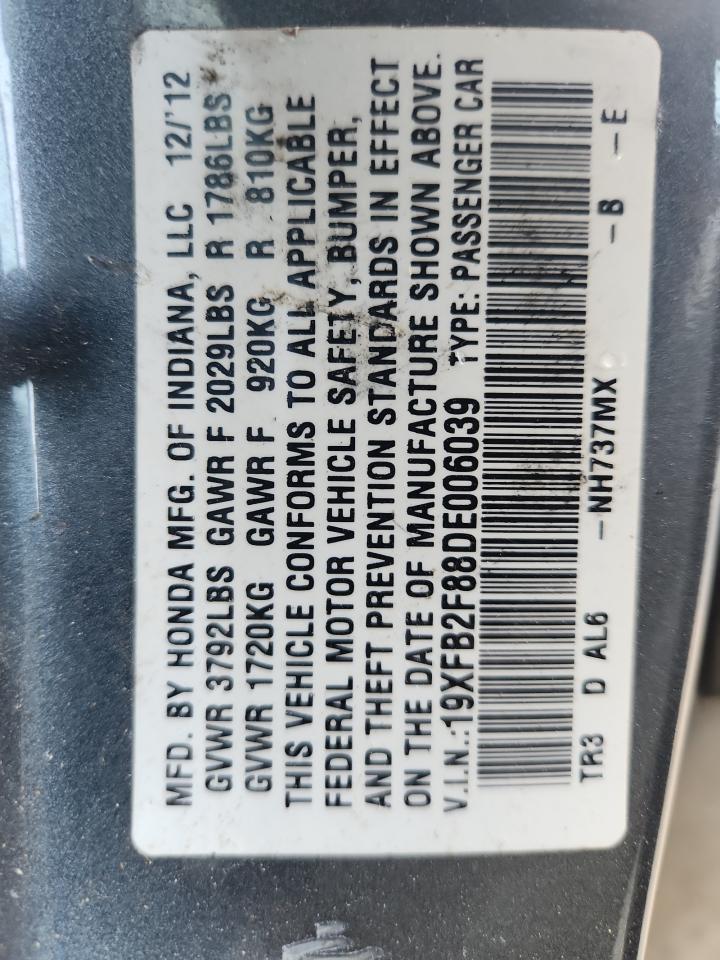 MFD. BY HONDA MFG. OF INDIANA, LLC 12/'12
GVWR 3792LBS GAWR F 2029LBS R 1786LBS
GVWR 1720KG GAWR F 920KG R 810KG
THIS VEHICLE CONFORMS TO ALL APPLICABLE
FEDERAL MOTOR VEHICLE SAFETY, BUMPER,
AND THEFT PREVENTION STANDARDS IN EFFECT
ON THE DATE OF MANUFACTURE SHOWN ABOVE.
V.I.N.:19XFB2F88DE006039 TYPE: PASSENGER CAR
TR3 D AL6 -NH737MX -B -E